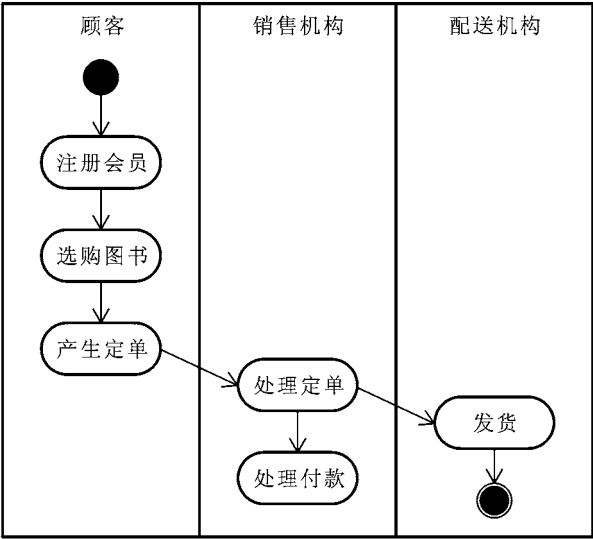 顾客
销售机构
配送机构
注册会员
选购图书
产生定单
处理定单
发货
处理付款